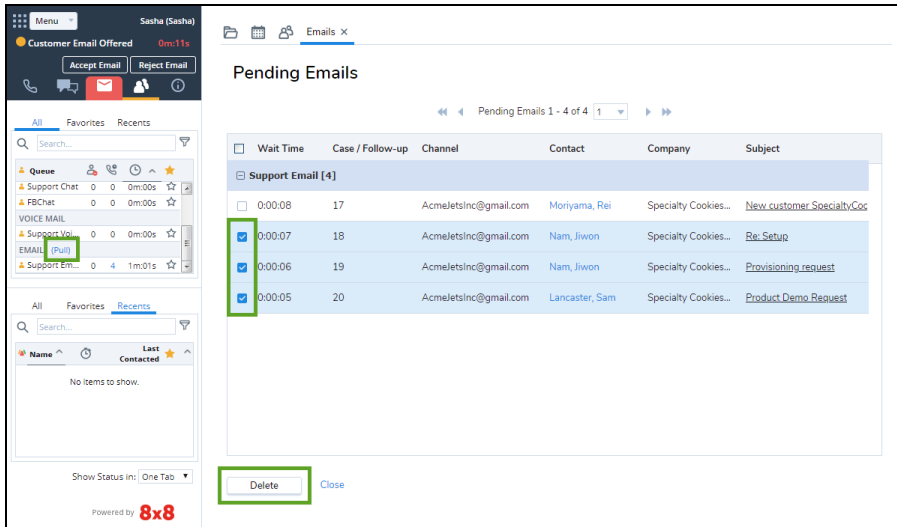 Menu Sasha (Sasha)
Customer Email Offered 0m:11s
Accept Email Reject Email
All Favorites Recents
Search...
Queue
Support Chat 0 0 0m:00s
FBChat 0 0 0m:00s
VOICE MAIL
Support Voi... 0 0 0m:00s
EMAIL (Pull)
Support Em... 0 4 1m:01s
All Favorites Recents
Search...
Name Last Contacted
No items to show.
Show Status in: One Tab
Powered by 8x8
Emails ×
Pending Emails
Pending Emails 1 - 4 of 4 1
Wait Time Case / Follow-up Channel Contact Company Subject
Support Email [4]
0:00:08 17 AcmeJetsInc@gmail.com Moriyama, Rei Specialty Cookies... New customer SpecialtyCoo
0:00:07 18 AcmeJetsInc@gmail.com Nam, Jiwon Specialty Cookies... Re: Setup
0:00:06 19 AcmeJetsInc@gmail.com Nam, Jiwon Specialty Cookies... Provisioning request
0:00:05 20 AcmeJetsInc@gmail.com Lancaster, Sam Specialty Cookies... Product Demo Request
Delete Close